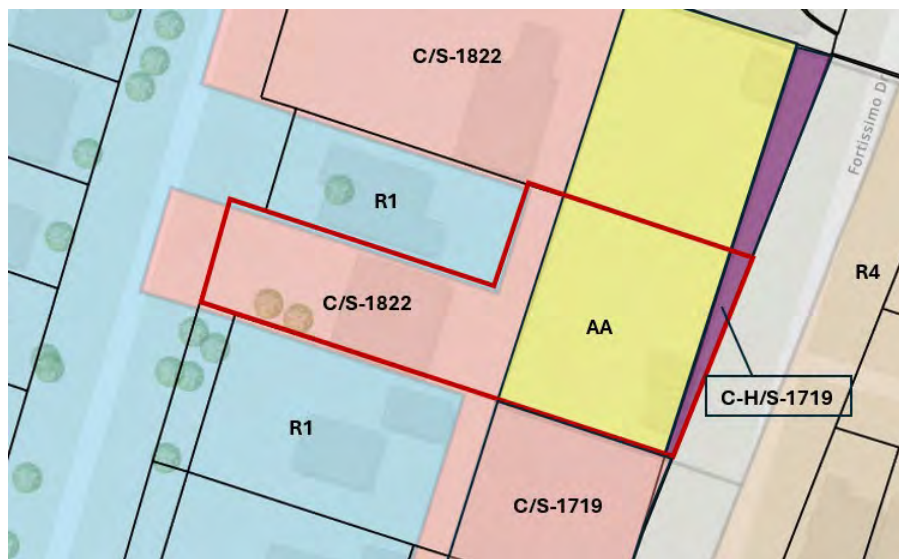 C/S-1822
Fortissimo Dr
R1
R4
C/S-1822
AA
C-H/S-1719
R1
C/S-1719